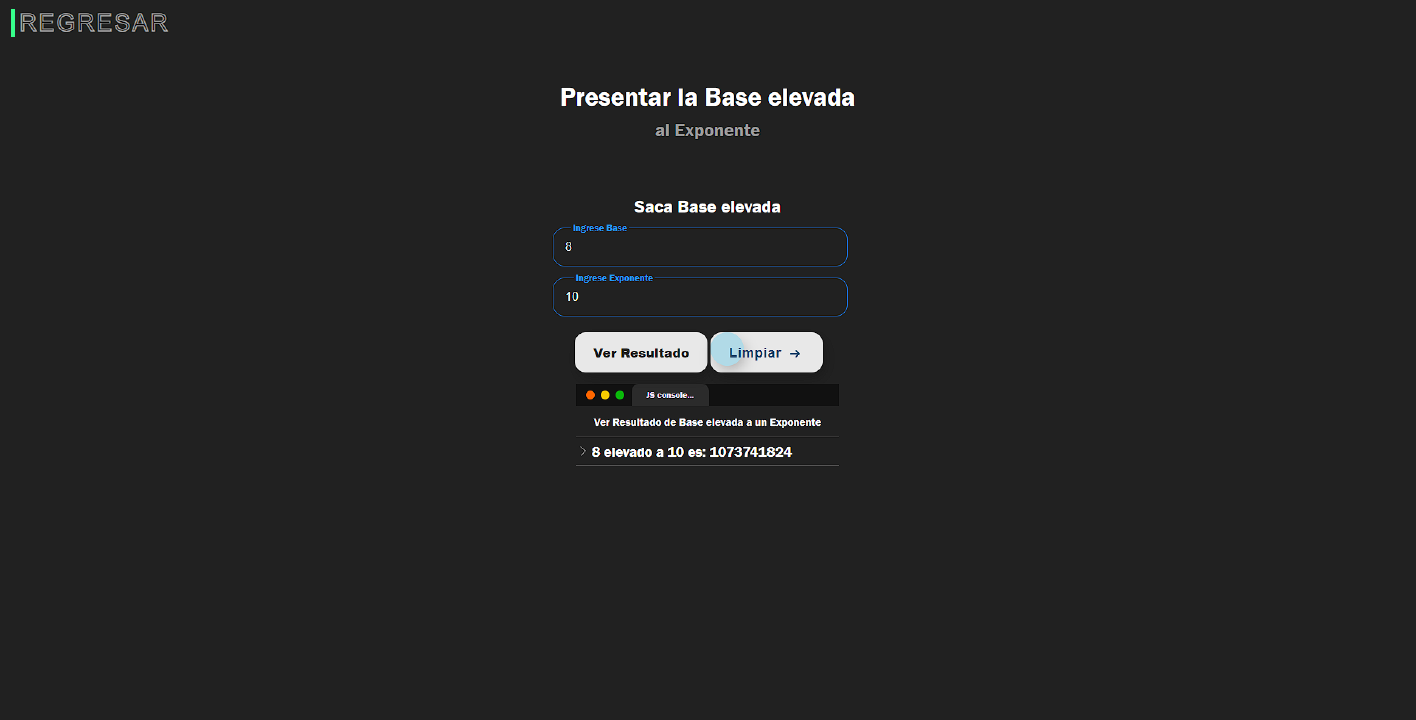 REGRESAR
Presentar la Base elevada
al Exponente
Saca Base elevada
Ingrese Base
8
Ingrese Exponente
10
Ver Resultado
Limpiar →
JS console...
Ver Resultado de Base elevada a un Exponente
8 elevado a 10 es: 1073741824